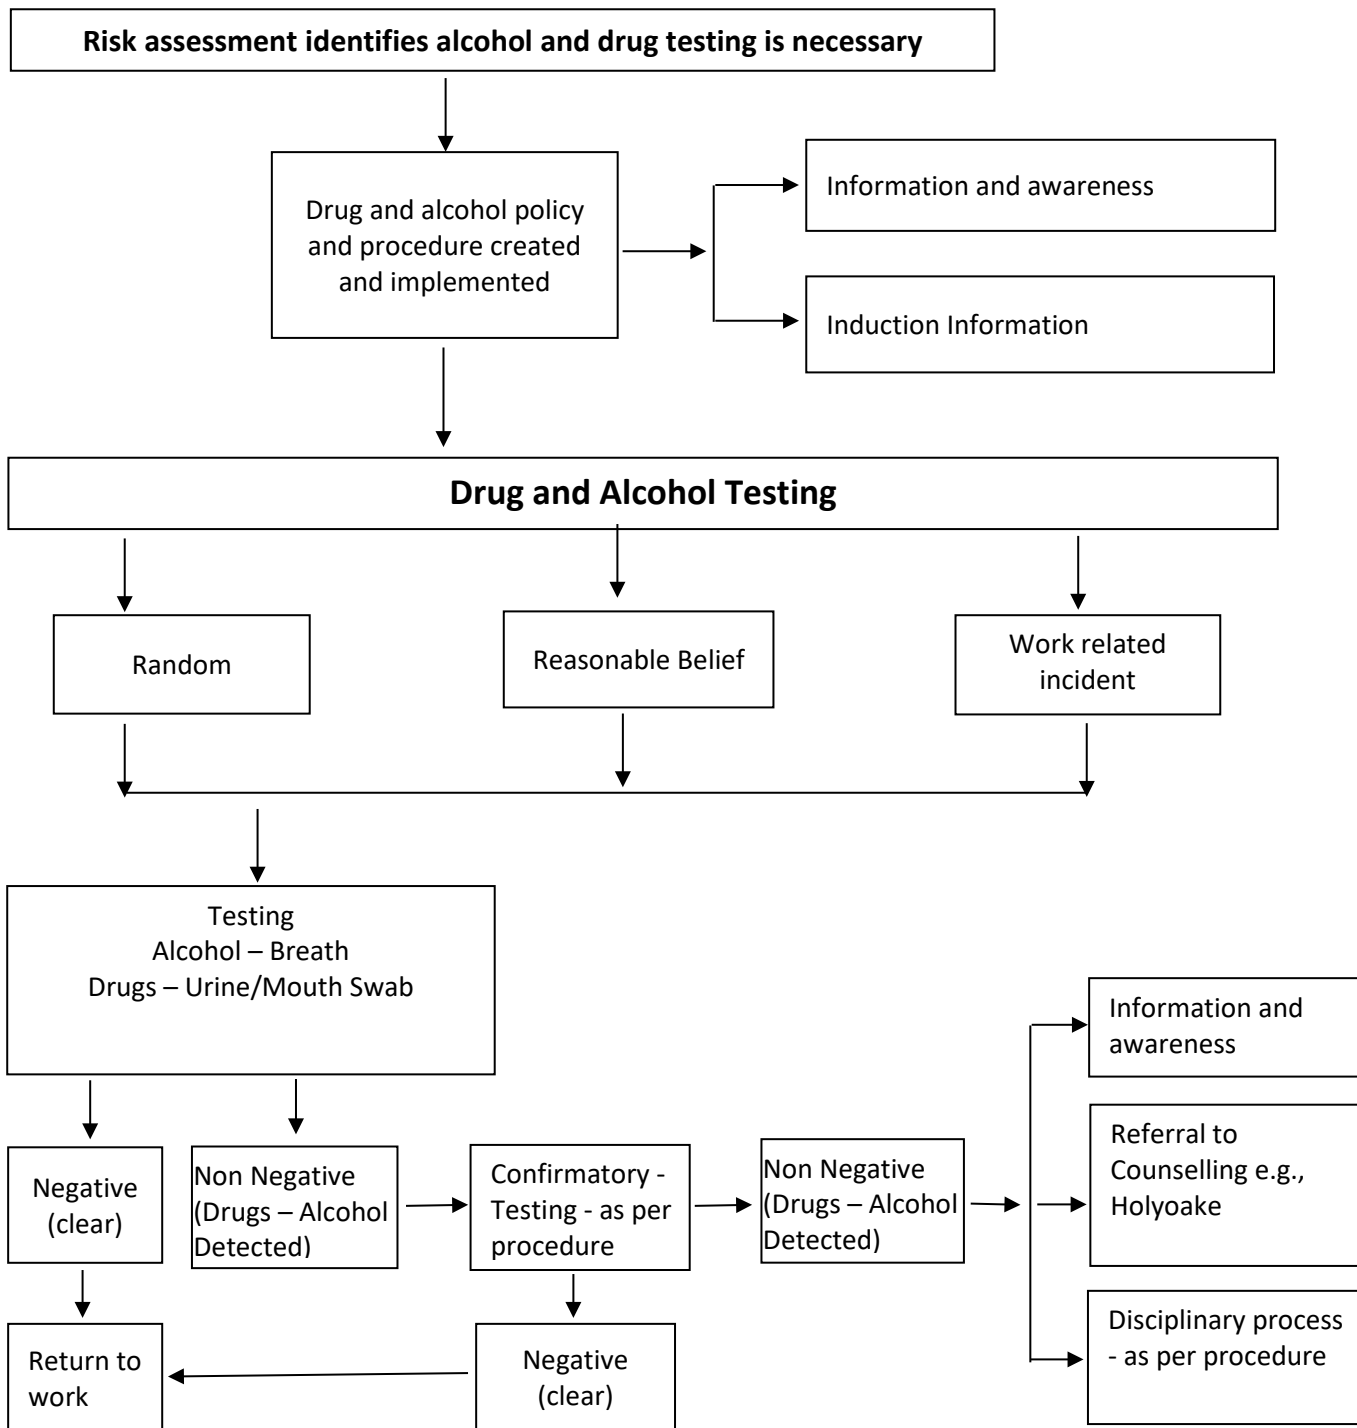 Risk assessment identifies alcohol and drug testing is necessary
Drug and alcohol policy
and procedure created
and implemented
Information and awareness
Induction Information
Drug and Alcohol Testing
Random
Reasonable Belief
Work related
incident
Testing
Alcohol – Breath
Drugs – Urine/Mouth Swab
Negative
(clear)
Non Negative
(Drugs – Alcohol
Detected)
Confirmatory -
Testing - as per
procedure
Non Negative
(Drugs – Alcohol
Detected)
Information and
awareness
Referral to
Counselling e.g.,
Holyoake
Disciplinary process
- as per procedure
Return to
work
Negative
(clear)